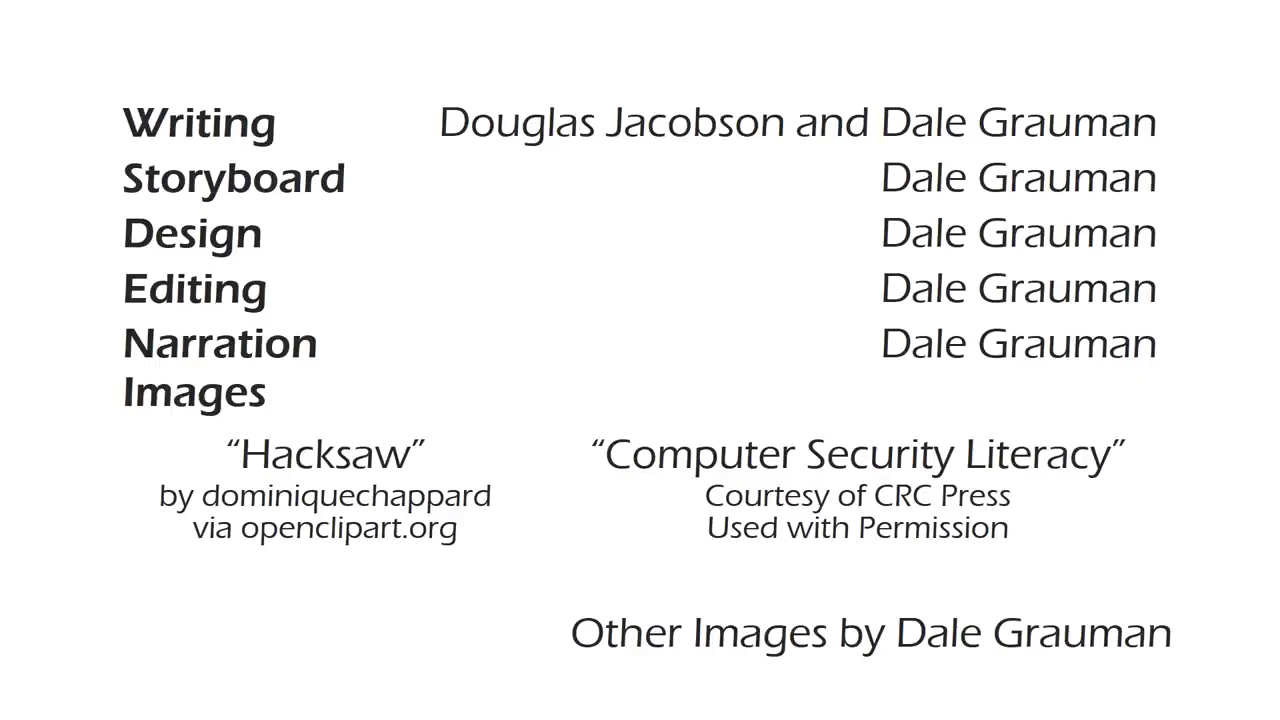 Writing Douglas Jacobson and Dale Grauman
Storyboard Dale Grauman
Design Dale Grauman
Editing Dale Grauman
Narration Dale Grauman
Images
“Hacksaw” “Computer Security Literacy”
by dominiquechappard Courtesy of CRC Press
via openclipart.org Used with Permission
Other Images by Dale Grauman